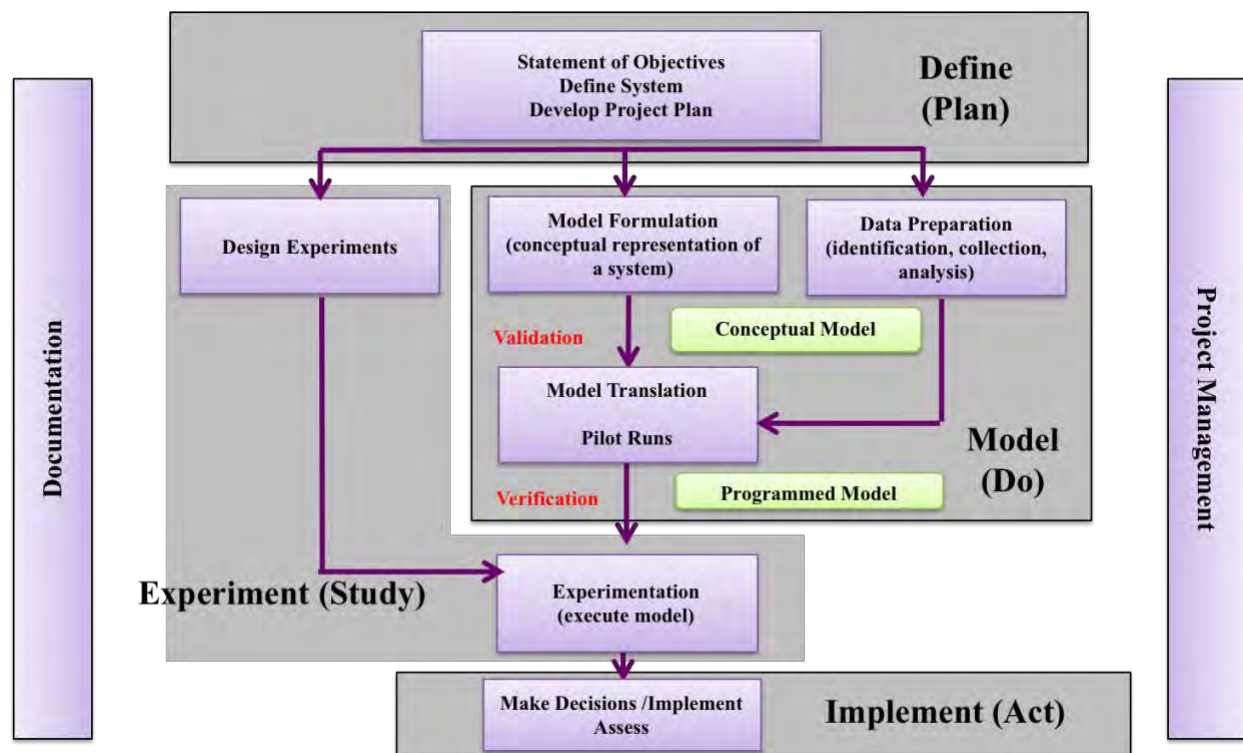 Statement of Objectives
Define System
Develop Project Plan
Define
(Plan)
Documentation
Project Management
Design Experiments
Model Formulation
(conceptual representation of
a system)
Data Preparation
(identification, collection,
analysis)
Validation
Conceptual Model
Model Translation
Pilot Runs
Model
(Do)
Verification
Programmed Model
Experiment (Study)
Experimentation
(execute model)
Make Decisions /Implement
Assess
Implement (Act)